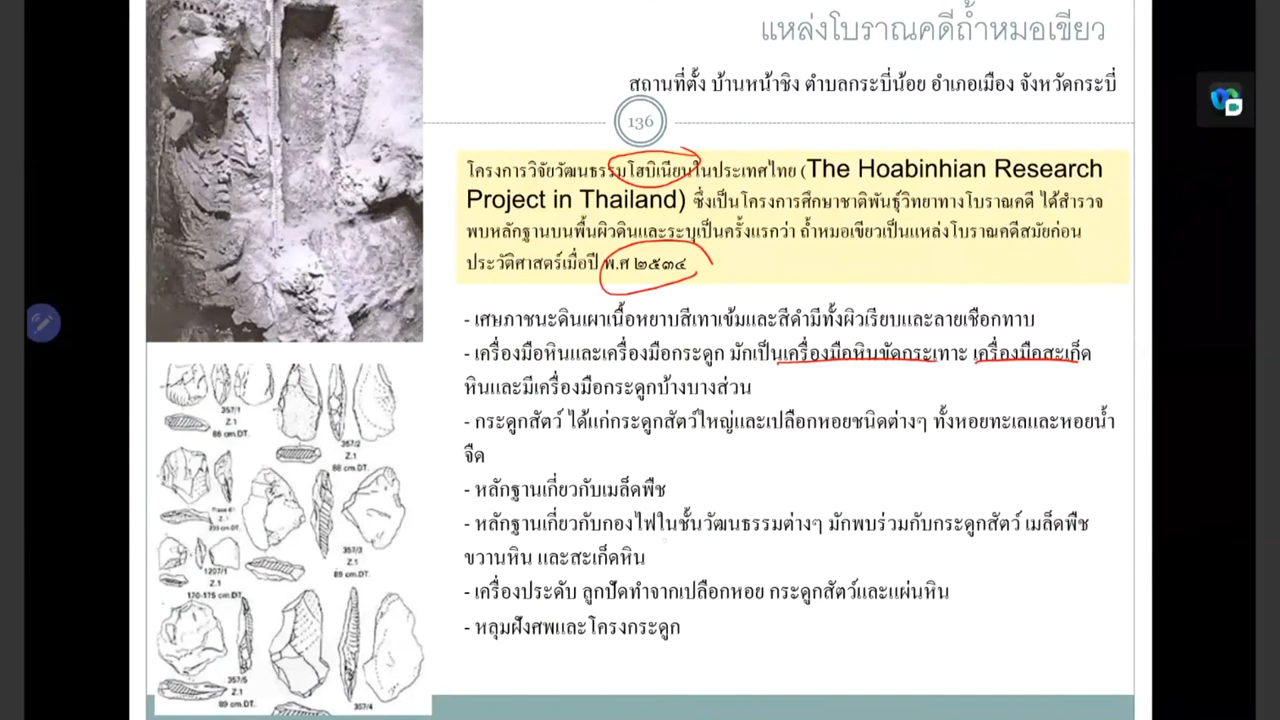 แหล่งโบราณคดีถ้ำหมอเขียว
สถานที่ตั้ง บ้านหน้าชิง ตำบลกระบี่น้อย อำเภอเมือง จังหวัดกระบี่
136
โครงการวิจัยวัฒนธรรมโฮบิเนียนในประเทศไทย (The Hoabinhian Research
Project in Thailand) ซึ่งเป็นโครงการศึกษาชาติพันธุ์วิทยาทางโบราณคดี ได้สำรวจ
พบหลักฐานบนพื้นผิวดินและระบุเป็นครั้งแรกว่า ถ้ำหมอเขียวเป็นแหล่งโบราณคดีสมัยก่อน
ประวัติศาสตร์เมื่อปี พ.ศ ๒๕๓๔
- เศษภาชนะดินเผาเนื้อหยาบสีเทาเข้มและสีดำมีทั้งผิวเรียบและลายเชือกทาบ
- เครื่องมือหินและเครื่องมือกระดูก มักเป็นเครื่องมือหินขัดกระเทาะ เครื่องมือสะเก็ด
หินและมีเครื่องมือกระดูกบ้างบางส่วน
- กระดูกสัตว์ ได้แก่กระดูกสัตว์ใหญ่และเปลือกหอยชนิดต่างๆ ทั้งหอยทะเลและหอยน้ำ
จืด
- หลักฐานเกี่ยวกับเมล็ดพืช
- หลักฐานเกี่ยวกับกองไฟในชั้นวัฒนธรรมต่างๆ มักพบร่วมกับกระดูกสัตว์ เมล็ดพืช
ขวานหิน และสะเก็ดหิน
- เครื่องประดับ ลูกปัดทำจากเปลือกหอย กระดูกสัตว์และแผ่นหิน
- หลุมฝังศพและโครงกระดูก
357/1
Z.1
66 cm.DT.
357/2
Z.1
88 cm.DT.
Z.1
357/3
Z.1
89 cm.DT.
1207/1
Z.1
170-175 cm.DT.
357/5
Z.1
89 cm.DT.
357/4